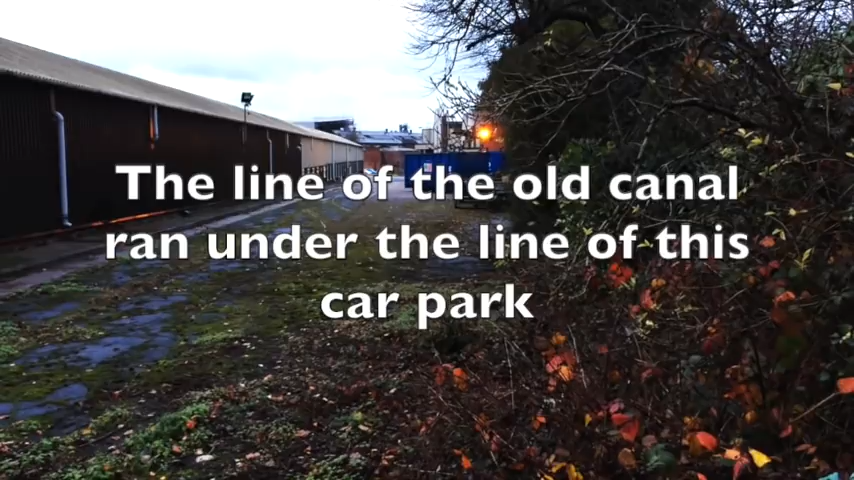 The line of the old canal
ran under the line of this
car park